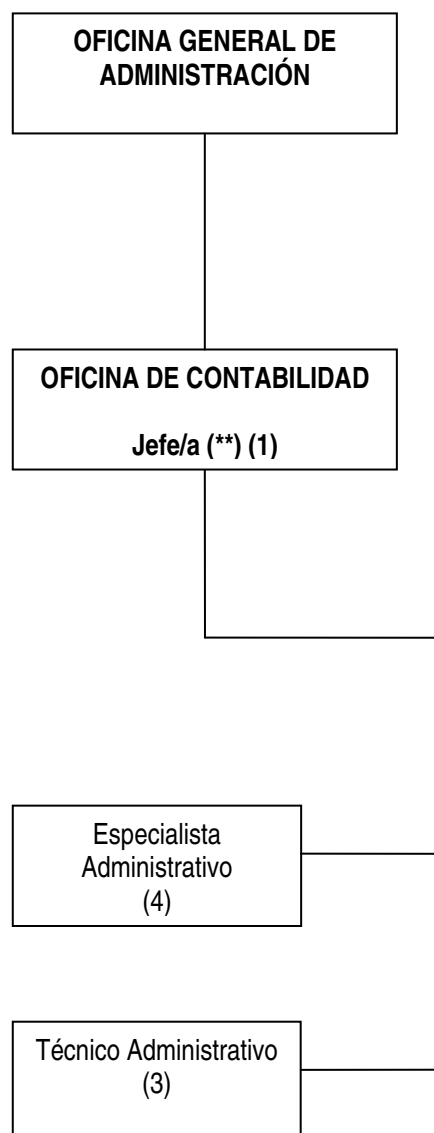 OFICINA GENERAL DE
ADMINISTRACIÓN
OFICINA DE CONTABILIDAD
Jefe/a (**) (1)
Especialista
Administrativo
(4)
Técnico Administrativo
(3)